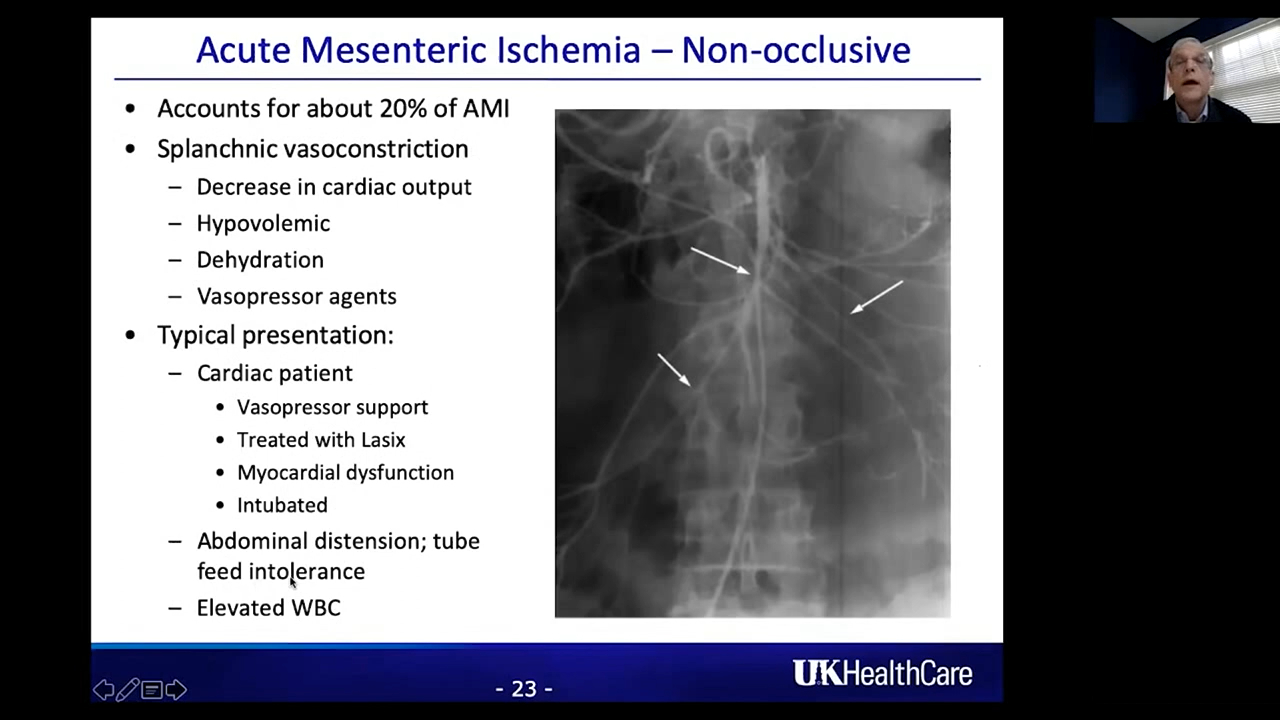 Acute Mesenteric Ischemia – Non-occlusive
• Accounts for about 20% of AMI
• Splanchnic vasoconstriction
– Decrease in cardiac output
– Hypovolemic
– Dehydration
– Vasopressor agents
• Typical presentation:
– Cardiac patient
• Vasopressor support
• Treated with Lasix
• Myocardial dysfunction
• Intubated
– Abdominal distension; tube
feed intolerance
– Elevated WBC
- 23 -
UKHealthCare